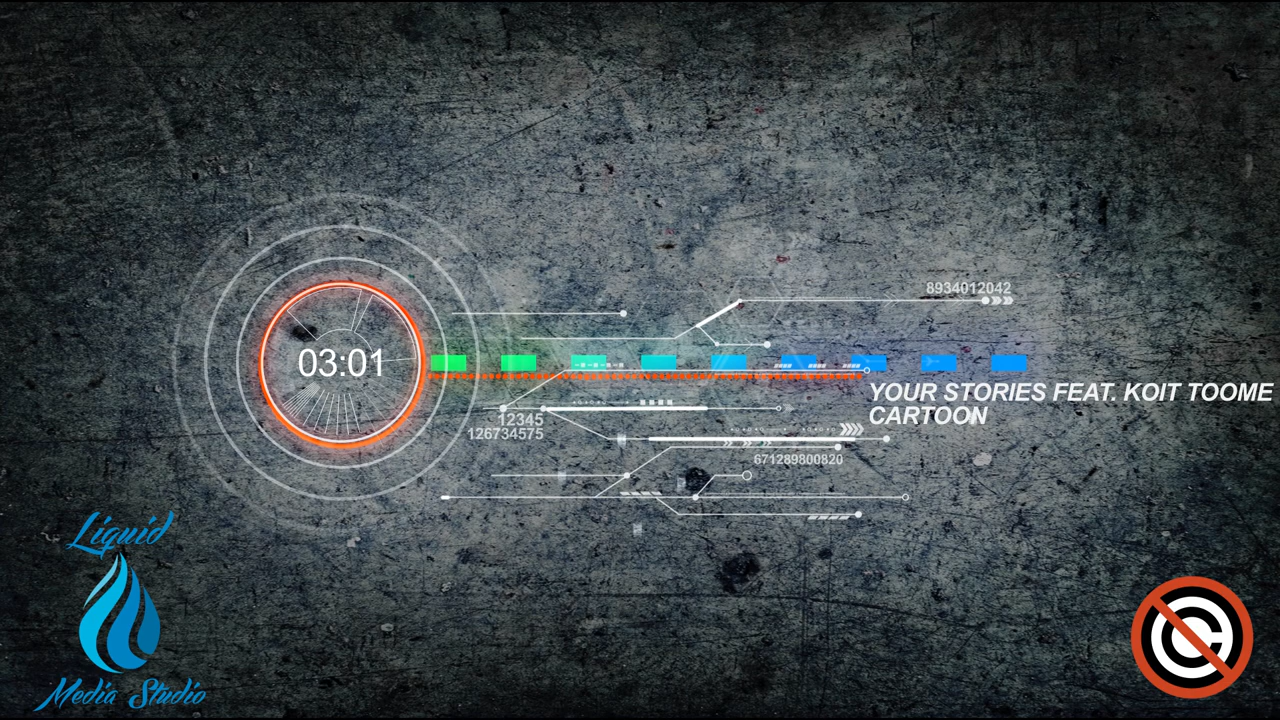 8934012042
03:01
YOUR STORIES FEAT. KOIT TOOME
CARTOON
12345
126734575
671289800820
Liquid
Media Studio
C